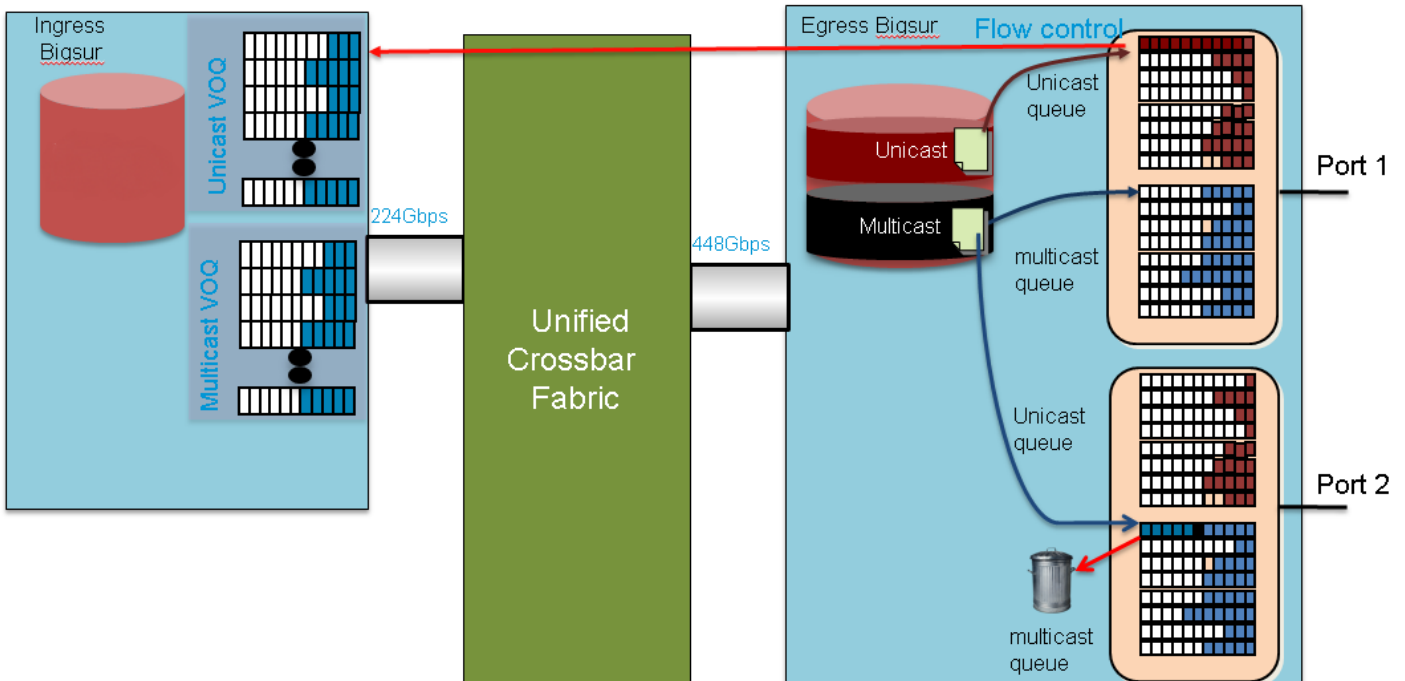 Ingress
Bigsur
Unicast VOQ
Multicast VOQ
224Gbps
Unified
Crossbar
Fabric
448Gbps
Egress Bigsur
Flow control
Unicast
queue
Unicast
Multicast
multicast
queue
Port 1
Unicast
queue
Port 2
multicast
queue